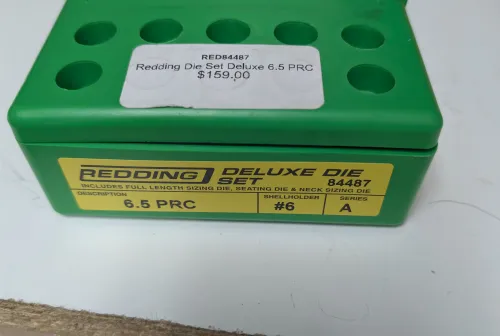 RED84487
Redding Die Set Deluxe 6.5 PRC
$159.00
REDDING DELUXE DIE SET 84487
INCLUDES FULL LENGTH SIZING DIE, SEATING DIE & NECK SIZING DIE
DESCRIPTION SHELLHOLDER SERIES
6.5 PRC #6 A